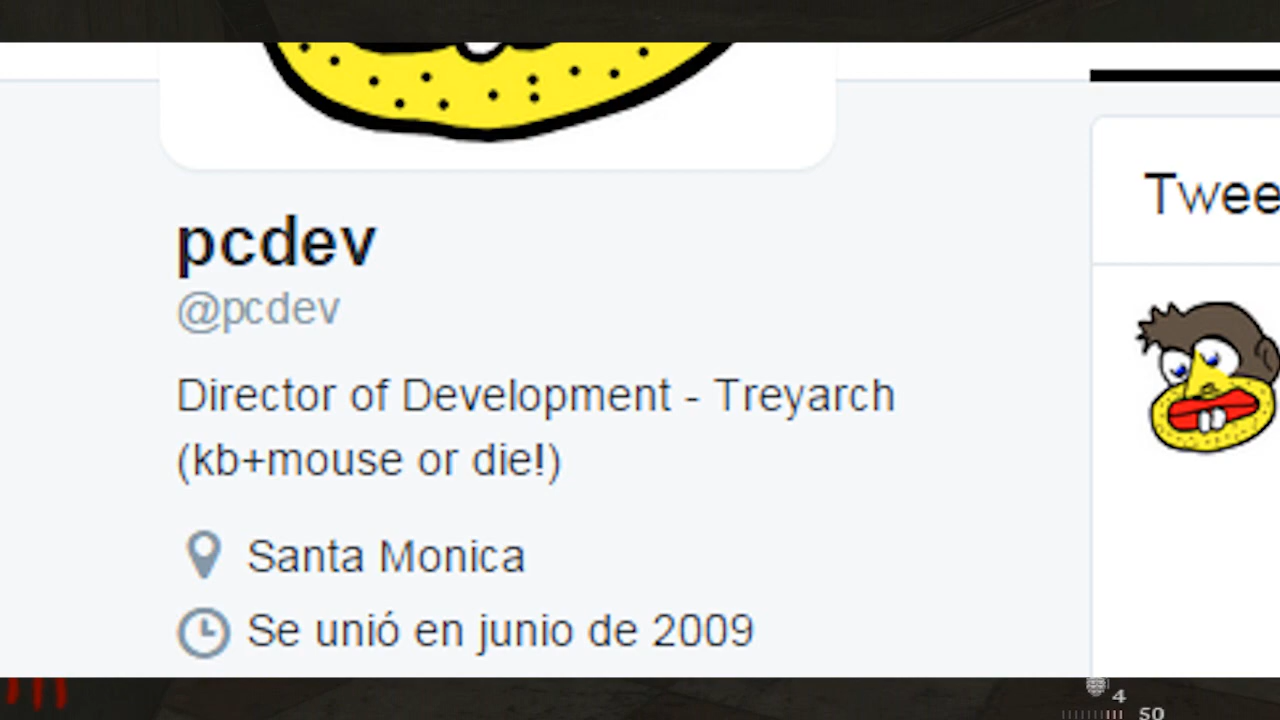 pcdev
@pcdev
Twee
Director of Development - Treyarch
(kb+mouse or die!)
Santa Monica
Se unió en junio de 2009
4
50